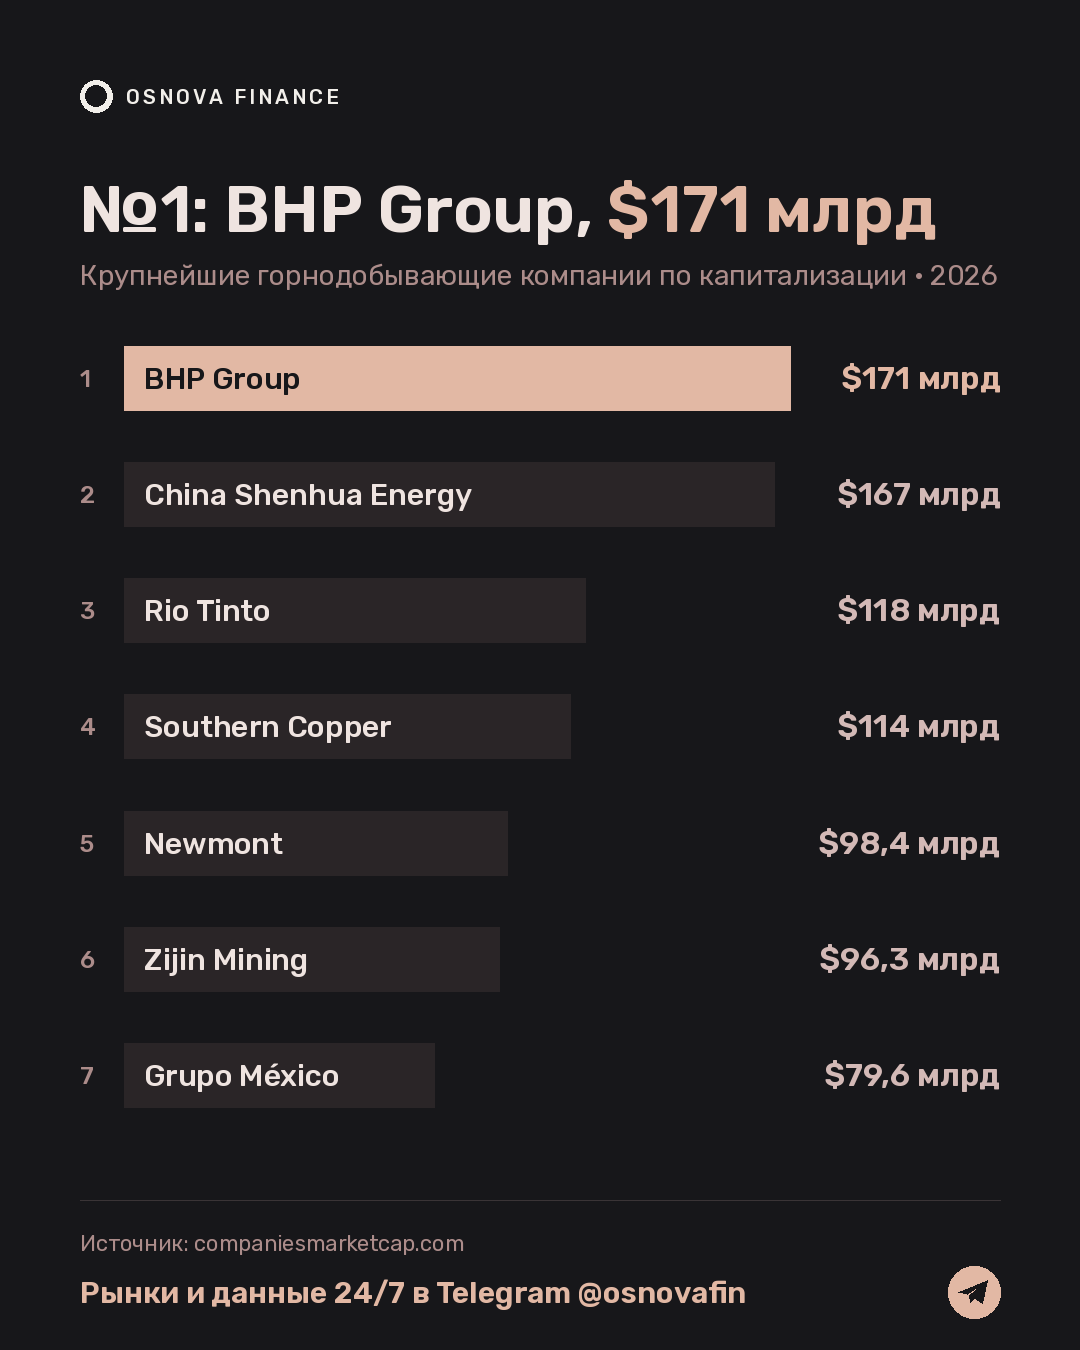 OSNOVA FINANCE
№1: BHP Group, $171 млрд
Крупнейшие горнодобывающие компании по капитализации • 2026
1 BHP Group $171 млрд
2 China Shenhua Energy $167 млрд
3 Rio Tinto $118 млрд
4 Southern Copper $114 млрд
5 Newmont $98,4 млрд
6 Zijin Mining $96,3 млрд
7 Grupo México $79,6 млрд
Источник: companiesmarketcap.com
Рынки и данные 24/7 в Telegram @osnovafin